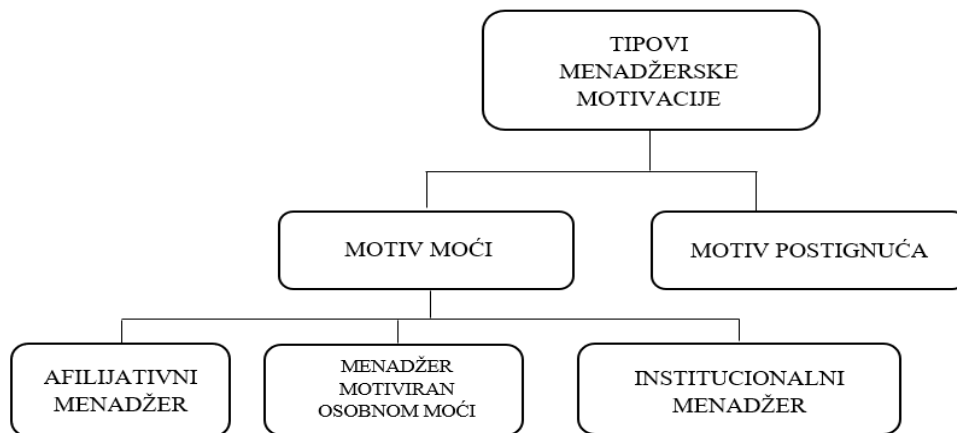 TIPOVI
MENADŽERSKE
MOTIVACIJE
MOTIV MOĆI
MOTIV POSTIGNUĆA
AFILIJATIVNI
MENADŽER
MENADŽER
MOTIVIRAN
OSOBNOM MOĆI
INSTITUCIONALNI
MENADŽER